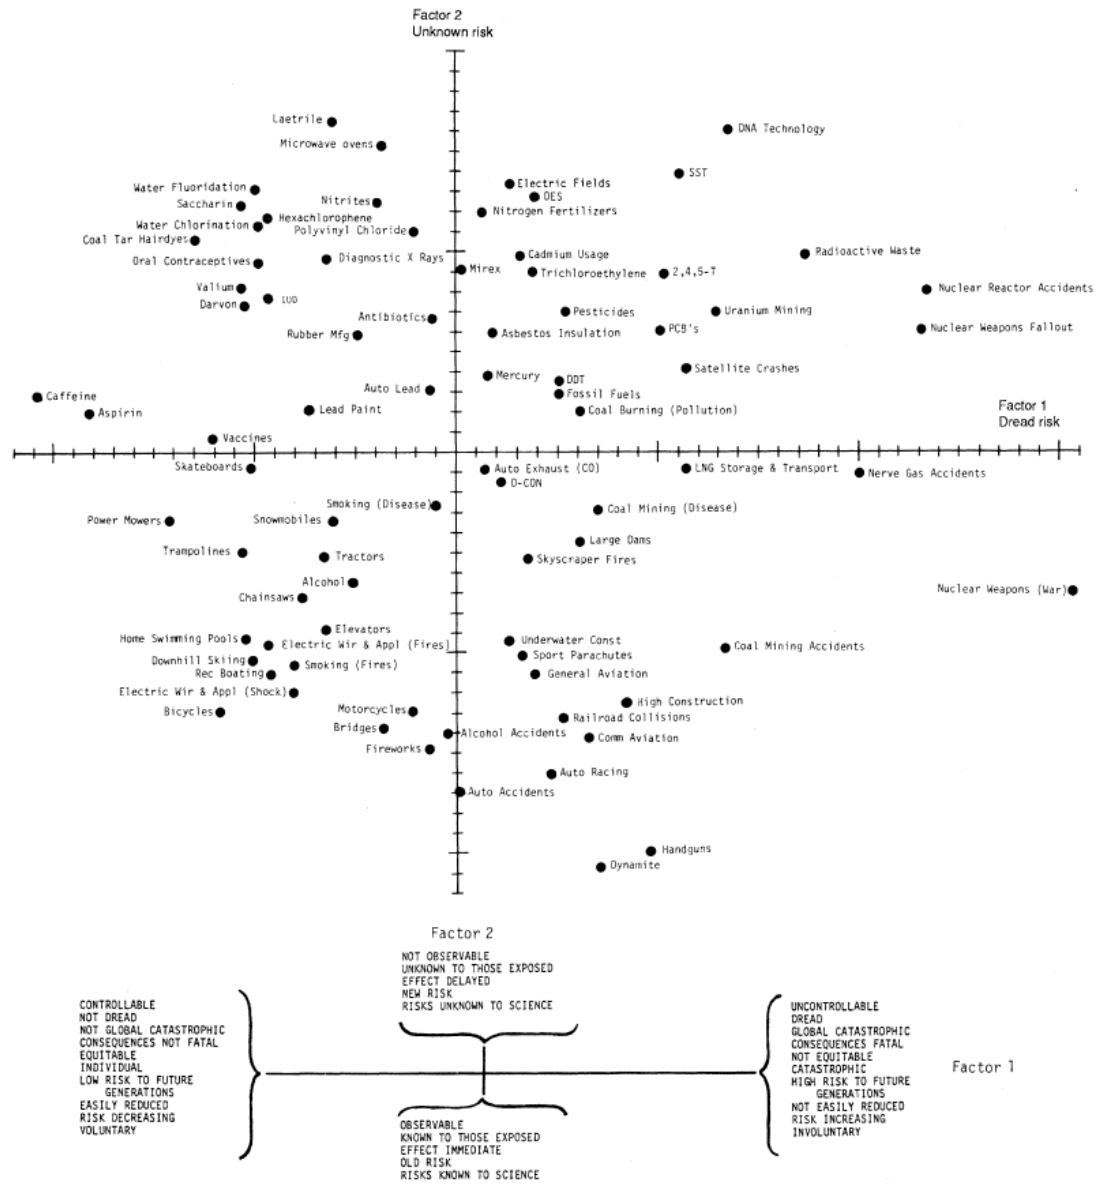 Factor 2
Unknown risk
Laetrile
DNA Technology
Microwave ovens
SST
Electric Fields
Water Fluoridation
DES
Nitrites
Saccharin
Nitrogen Fertilizers
Hexachlorophene
Water Chlorination
Polyvinyl Chloride
Coal Tar Hairdyes
Radioactive Waste
Cadmium Usage
Diagnostic X Rays
Oral Contraceptives
Mirex
Trichloroethylene
2,4,5-T
Valium
Nuclear Reactor Accidents
IUD
Darvon
Pesticides
Uranium Mining
Antibiotics
Nuclear Weapons Fallout
PCB's
Asbestos Insulation
Rubber Mfg
Satellite Crashes
Mercury
DDT
Auto Lead
Fossil Fuels
Caffeine
Factor 1
Dread risk
Lead Paint
Coal Burning (Pollution)
Aspirin
Vaccines
Skateboards
Auto Exhaust (CO)
LNG Storage & Transport
Nerve Gas Accidents
D-CON
Smoking (Disease)
Coal Mining (Disease)
Power Mowers
Snowmobiles
Large Dams
Trampolines
Tractors
Skyscraper Fires
Alcohol
Nuclear Weapons (War)
Chainsaws
Elevators
Home Swimming Pools
Electric Wir & Appl (Fires)
Underwater Const
Coal Mining Accidents
Sport Parachutes
Downhill Skiing
Smoking (Fires)
Rec Boating
General Aviation
Electric Wir & Appl (Shock)
High Construction
Bicycles
Motorcycles
Railroad Collisions
Bridges
Alcohol Accidents
Comm Aviation
Fireworks
Auto Racing
Auto Accidents
Handguns
Dynamite
Factor 2
NOT OBSERVABLE
UNKNOWN TO THOSE EXPOSED
EFFECT DELAYED
NEW RISK
RISKS UNKNOWN TO SCIENCE
CONTROLLABLE
NOT DREAD
NOT GLOBAL CATASTROPHIC
CONSEQUENCES NOT FATAL
EQUITABLE
INDIVIDUAL
LOW RISK TO FUTURE
GENERATIONS
EASILY REDUCED
RISK DECREASING
VOLUNTARY
UNCONTROLLABLE
DREAD
GLOBAL CATASTROPHIC
CONSEQUENCES FATAL
NOT EQUITABLE
CATASTROPHIC
HIGH RISK TO FUTURE
GENERATIONS
NOT EASILY REDUCED
RISK INCREASING
INVOLUNTARY
Factor 1
OBSERVABLE
KNOWN TO THOSE EXPOSED
EFFECT IMMEDIATE
OLD RISK
RISKS KNOWN TO SCIENCE